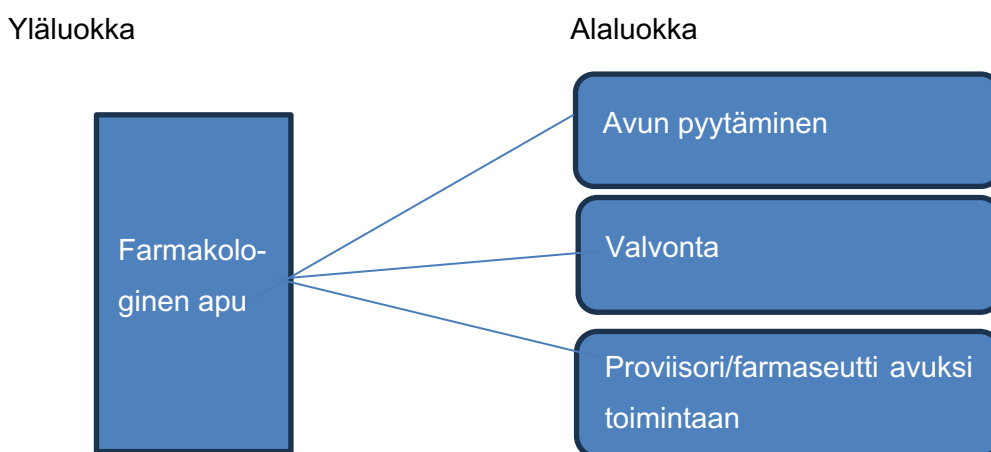 Yläluokka Alaluokka
Avun pyytäminen
Farmakolo-
ginen apu
Valvonta
Proviisori/farmaseutti avuksi
toimintaan